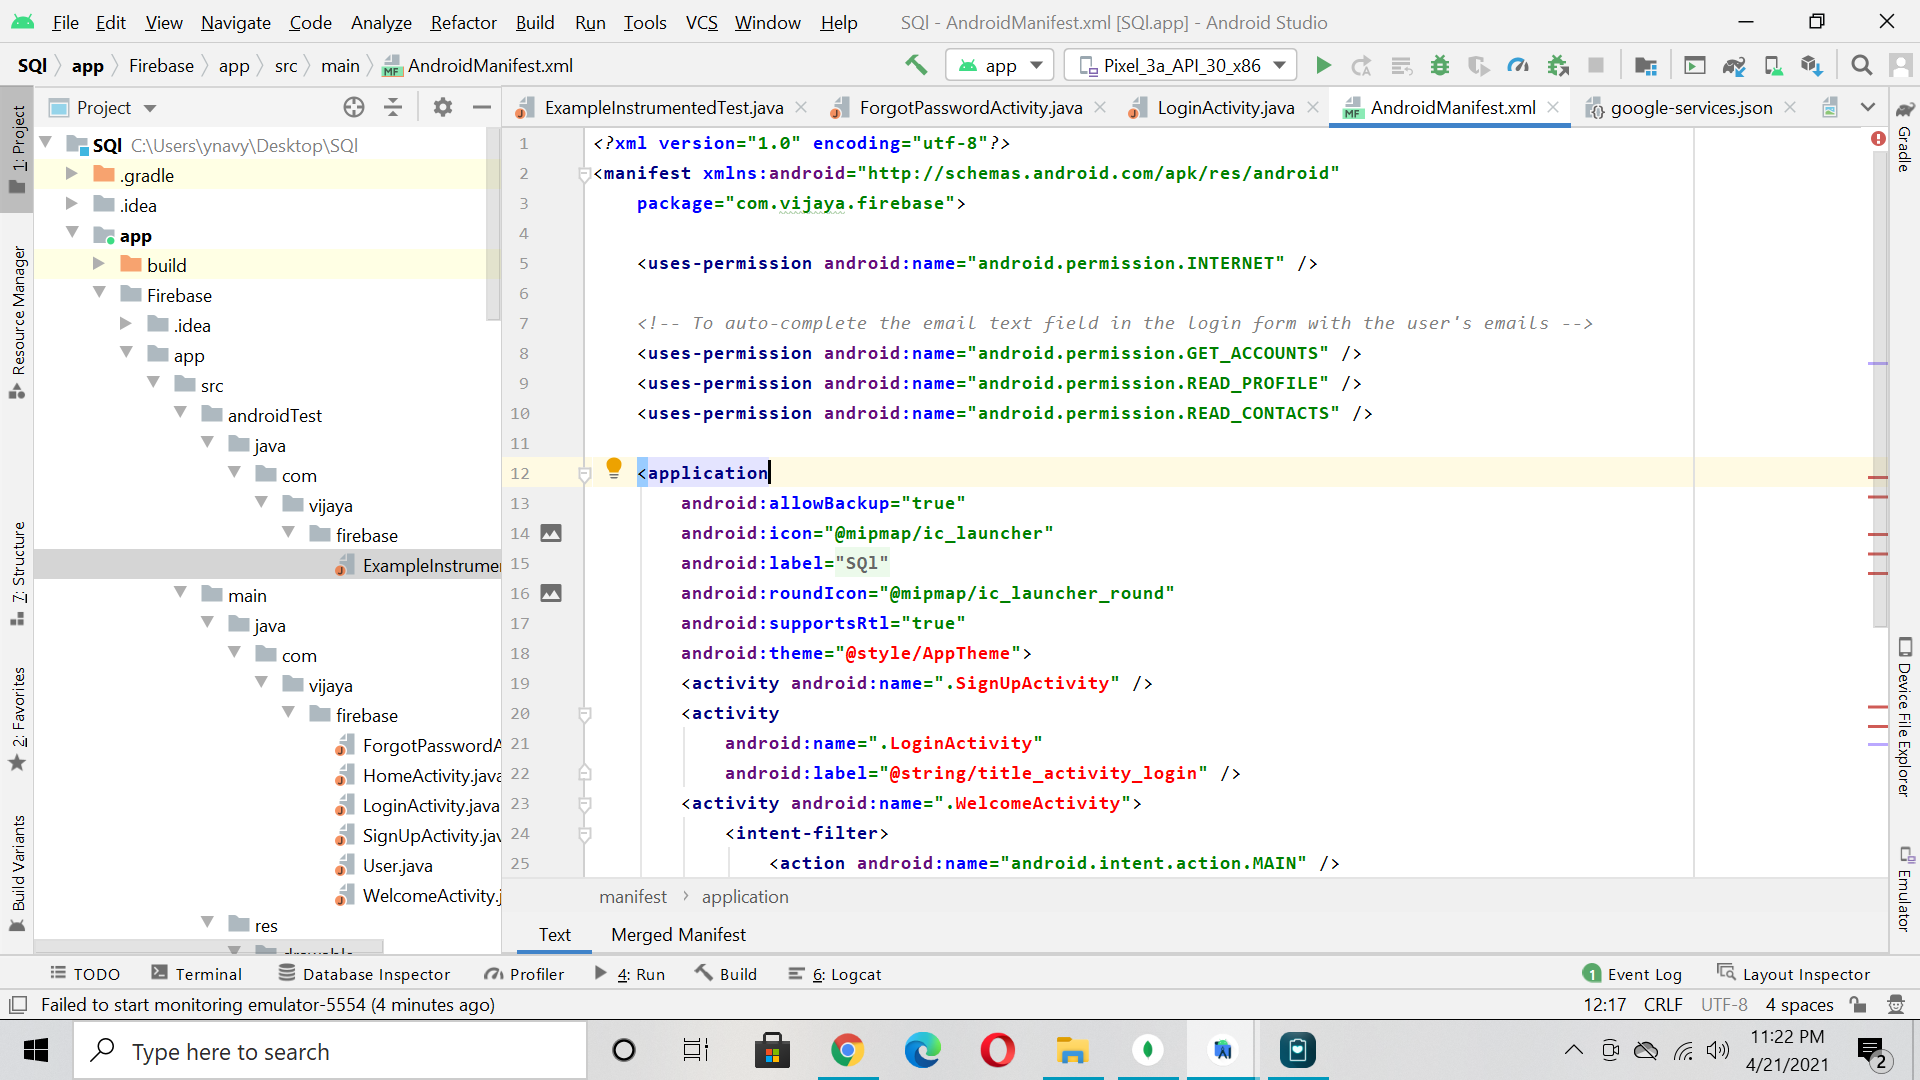 File Edit View Navigate Code Analyze Refactor Build Run Tools VCS Window Help SQl - AndroidManifest.xml [SQl.app] - Android Studio
SQl app Firebase app src main AndroidManifest.xml app Pixel_3a_API_30_x86
Project
ExampleInstrumentedTest.java ForgotPasswordActivity.java LoginActivity.java AndroidManifest.xml google-services.json
1: Project
Resource Manager
7: Structure
2: Favorites
Build Variants
SQl C:\Users\ynavy\Desktop\SQl
.gradle
.idea
app
build
Firebase
.idea
app
src
androidTest
java
com
vijaya
firebase
ExampleInstrume
main
java
com
vijaya
firebase
ForgotPasswordA
HomeActivity.java
LoginActivity.java
SignUpActivity.jav
User.java
WelcomeActivity.j
res
1 <?xml version="1.0" encoding="utf-8"?>
2 <manifest xmlns:android="http://schemas.android.com/apk/res/android"
3 package="com.vijaya.firebase">
4
5 <uses-permission android:name="android.permission.INTERNET" />
6
7 <!-- To auto-complete the email text field in the login form with the user's emails -->
8 <uses-permission android:name="android.permission.GET_ACCOUNTS" />
9 <uses-permission android:name="android.permission.READ_PROFILE" />
10 <uses-permission android:name="android.permission.READ_CONTACTS" />
11
12 <application
13 android:allowBackup="true"
14 android:icon="@mipmap/ic_launcher"
15 android:label="SQl"
16 android:roundIcon="@mipmap/ic_launcher_round"
17 android:supportsRtl="true"
18 android:theme="@style/AppTheme">
19 <activity android:name=".SignUpActivity" />
20 <activity
21 android:name=".LoginActivity"
22 android:label="@string/title_activity_login" />
23 <activity android:name=".WelcomeActivity">
24 <intent-filter>
25 <action android:name="android.intent.action.MAIN" />
manifest application
Text Merged Manifest
Gradle
Device File Explorer
Emulator
TODO Terminal Database Inspector Profiler 4: Run Build 6: Logcat 1 Event Log Layout Inspector
Failed to start monitoring emulator-5554 (4 minutes ago) 12:17 CRLF UTF-8 4 spaces
Type here to search
11:22 PM
4/21/2021
2